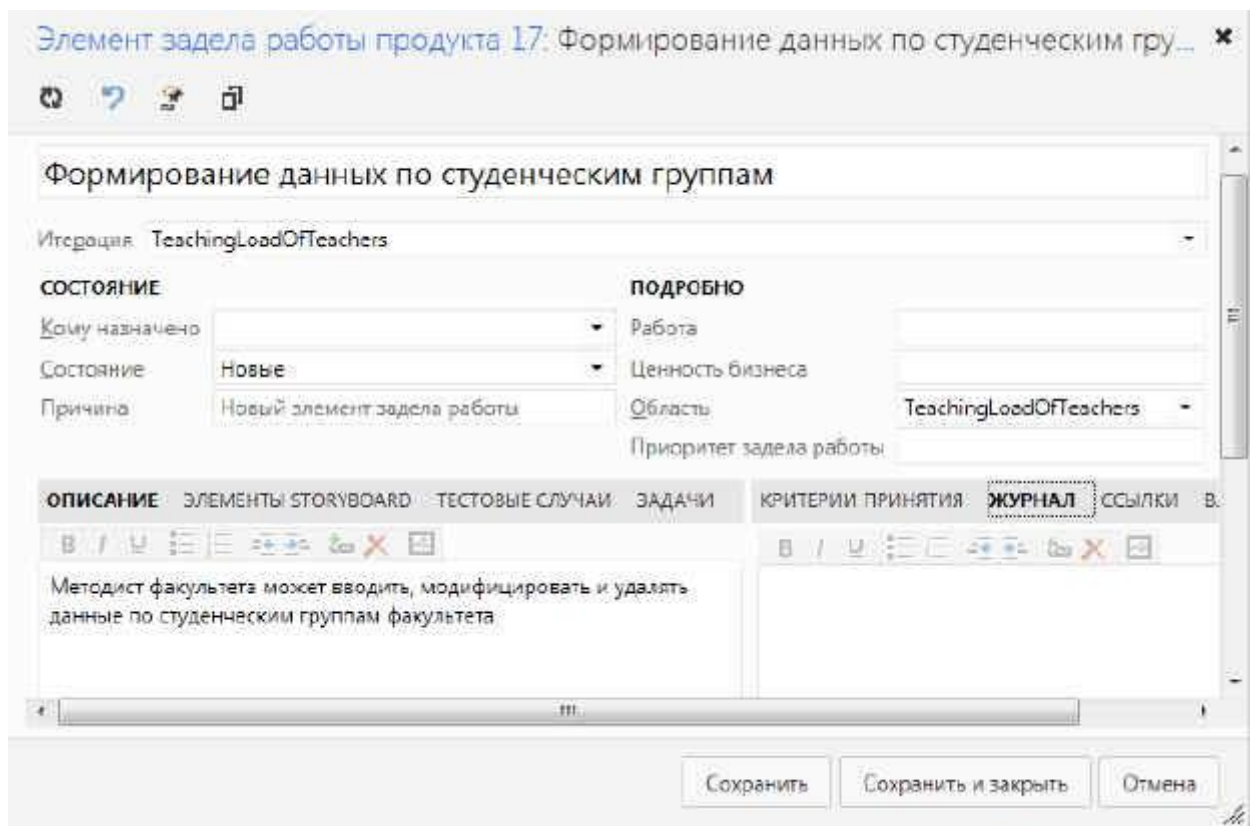 Элемент задела работы продукта 17: Формирование данных по студенческим гру...
Формирование данных по студенческим группам
Итерация TeachingLoadOfTeachers
СОСТОЯНИЕ
Кому назначено
Состояние Новые
Причина Новый элемент задела работы
ПОДРОБНО
Работа
Ценность бизнеса
Область TeachingLoadOfTeachers
Приоритет задела работы
ОПИСАНИЕ ЭЛЕМЕНТЫ STORYBOARD ТЕСТОВЫЕ СЛУЧАИ ЗАДАЧИ
B I U
Методист факультета может вводить, модифицировать и удалять
данные по студенческим группам факультета
КРИТЕРИИ ПРИНЯТИЯ ЖУРНАЛ ССЫЛКИ В.
B I U
Сохранить Сохранить и закрыть Отмена